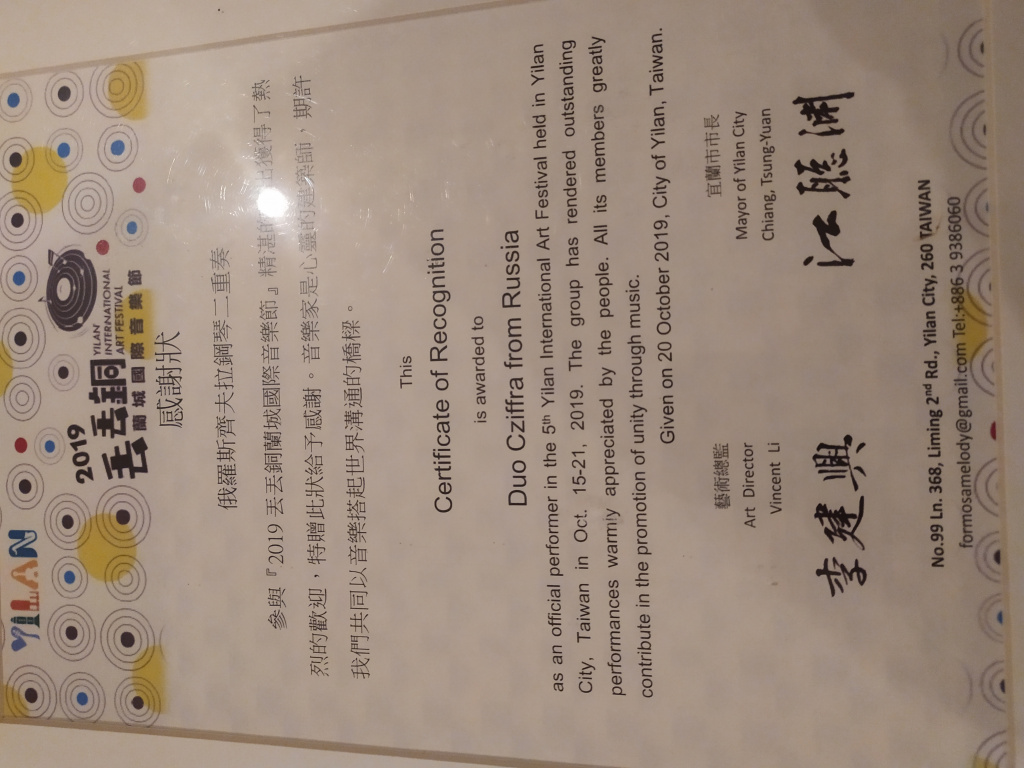 YILAN
2019
丟丟銅
YILAN
INTERNATIONAL
ART FESTIVAL
蘭城國際音樂節
感謝狀
俄羅斯齊夫拉鋼琴二重奏
參與『2019 丟丟銅蘭城國際音樂節』精湛的 獲得了熱
烈的歡迎，特贈此狀給予感謝。音樂家是心靈的建築師、期許
我們共同以音樂搭起世界溝通的橋樑。
This
Certificate of Recognition
is awarded to
Duo Cziffra from Russia
as an official performer in the 5th Yilan International Art Festival held in Yilan
City, Taiwan in Oct. 15-21, 2019. The group has rendered outstanding
performances warmly appreciated by the people. All its members greatly
contribute in the promotion of unity through music.
Given on 20 October 2019, City of Yilan, Taiwan.
藝術總監 宜蘭市市長
Art Director Mayor of Yilan City
Vincent Li Chiang, Tsung-Yuan
李建興 江聰淵
No.99 Ln. 368, Liming 2nd Rd., Yilan City, 260 TAIWAN
formosamelody@gmail.com Tel:+886 3 9386060